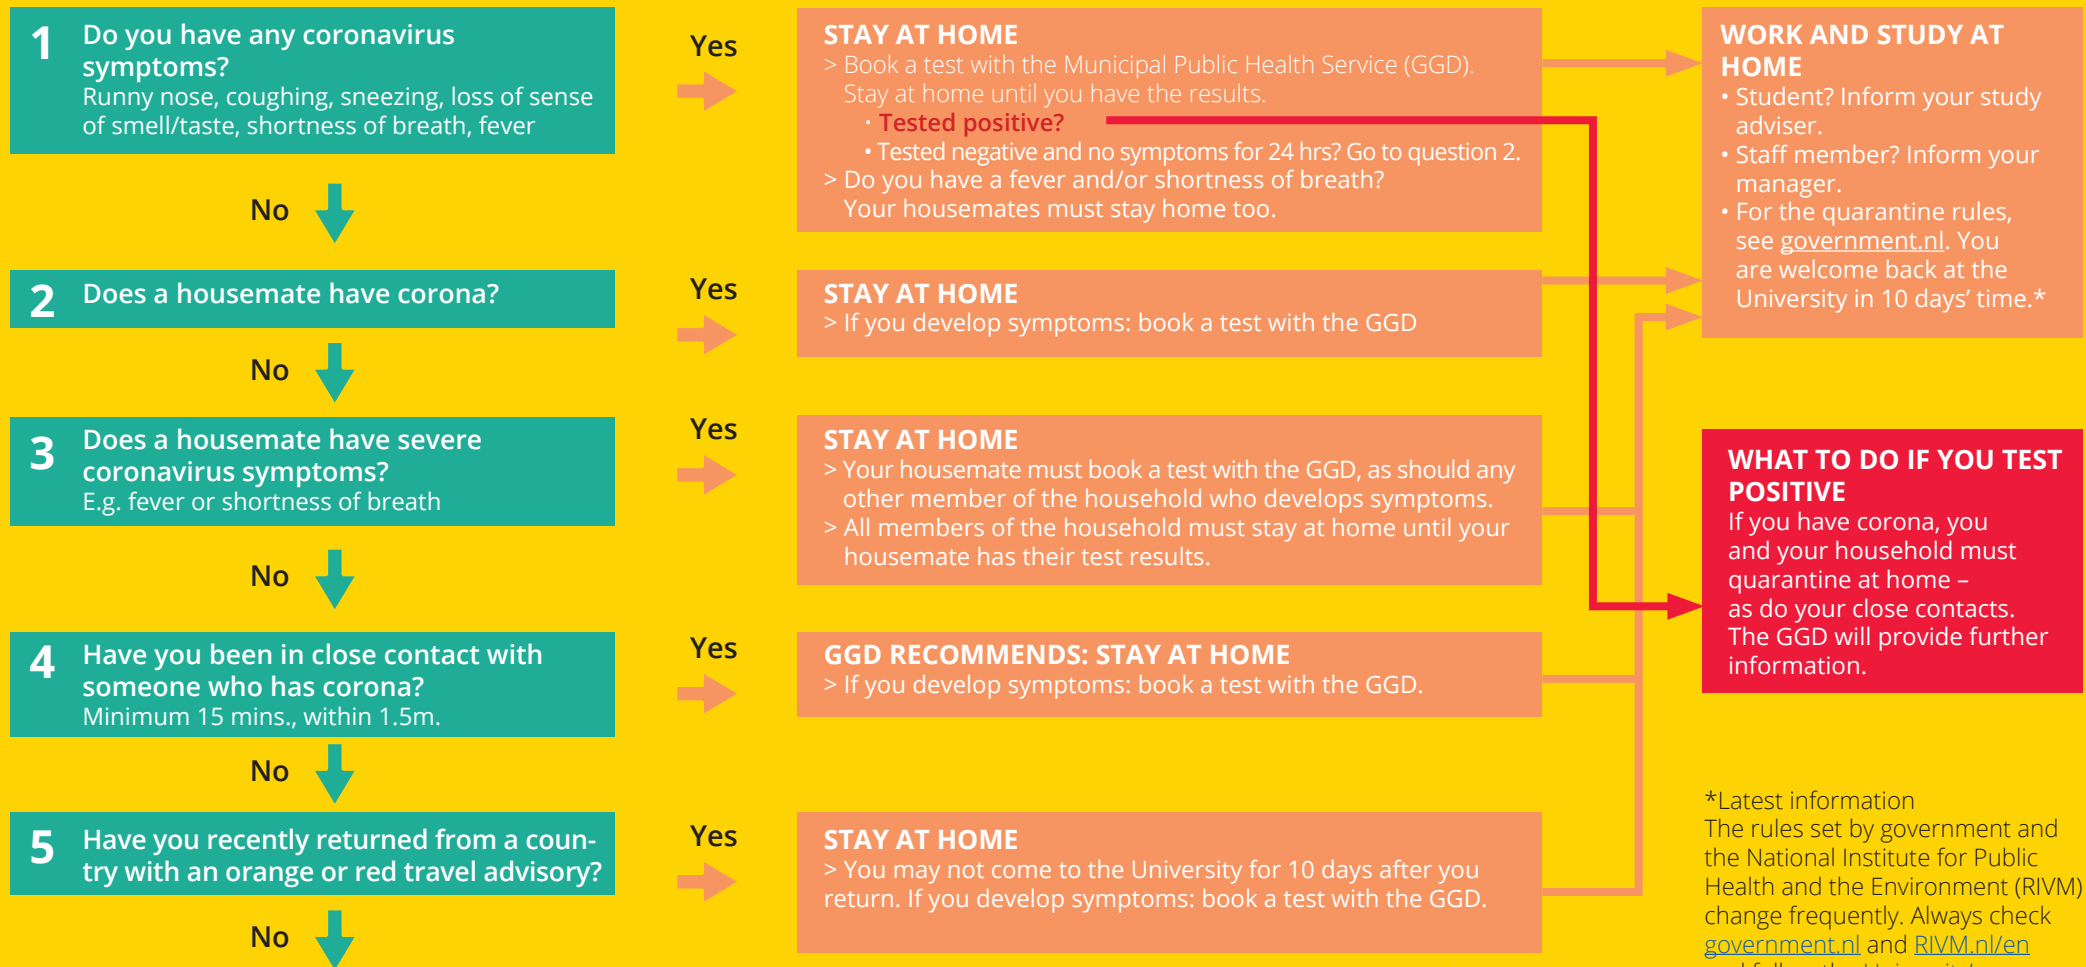 1 Do you have any coronavirus
symptoms?
Runny nose, coughing, sneezing, loss of sense
of smell/taste, shortness of breath, fever
Yes
STAY AT HOME
> Book a test with the Municipal Public Health Service (GGD).
Stay at home until you have the results.
• Tested positive?
• Tested negative and no symptoms for 24 hrs? Go to question 2.
> Do you have a fever and/or shortness of breath?
Your housemates must stay home too.
No
2 Does a housemate have corona?
Yes
STAY AT HOME
> If you develop symptoms: book a test with the GGD
No
3 Does a housemate have severe
coronavirus symptoms?
E.g. fever or shortness of breath
Yes
STAY AT HOME
> Your housemate must book a test with the GGD, as should any
other member of the household who develops symptoms.
> All members of the household must stay at home until your
housemate has their test results.
No
4 Have you been in close contact with
someone who has corona?
Minimum 15 mins., within 1.5m.
Yes
GGD RECOMMENDS: STAY AT HOME
> If you develop symptoms: book a test with the GGD.
No
5 Have you recently returned from a coun-
try with an orange or red travel advisory?
Yes
STAY AT HOME
> You may not come to the University for 10 days after you
return. If you develop symptoms: book a test with the GGD.
No
WORK AND STUDY AT
HOME
• Student? Inform your study
adviser.
• Staff member? Inform your
manager.
• For the quarantine rules,
see government.nl. You
are welcome back at the
University in 10 days' time.*
WHAT TO DO IF YOU TEST
POSITIVE
If you have corona, you
and your household must
quarantine at home –
as do your close contacts.
The GGD will provide further
information.
*Latest information
The rules set by government and
the National Institute for Public
Health and the Environment (RIVM)
change frequently. Always check
government.nl and RIVM.nl/en